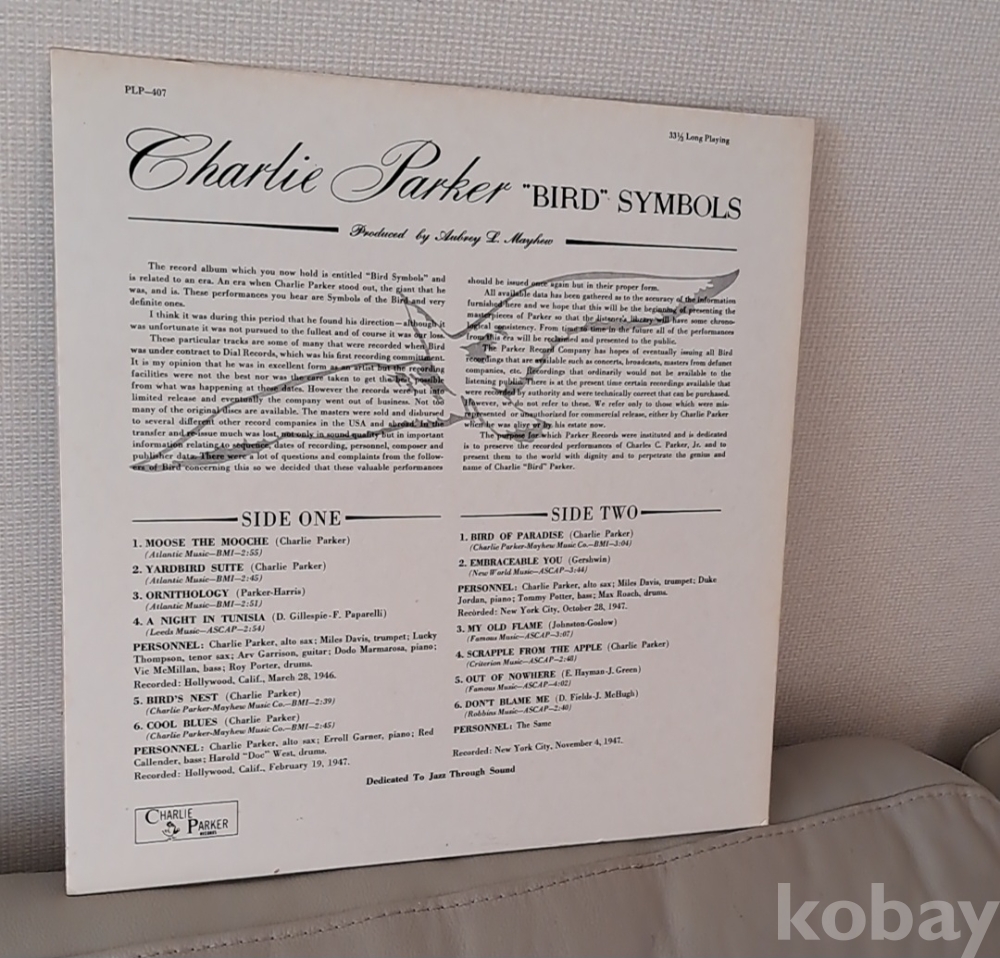 PLP—407
33⅓ Long Playing
Charlie Parker "BIRD" SYMBOLS
Produced by Aubrey L. Mayhew
The record album which you now hold is entitled "Bird Symbols" and
is related to an era. An era when Charlie Parker stood out, the giant that he
was, and is. These performances you hear are Symbols of the Bird and very
definite ones.
I think it was during this period that he found his direction—although it
was unfortunate it was not pursued to the fullest and of course it was our loss.
These particular tracks are some of many that were recorded when Bird
was under contract to Dial Records, which was his first recording commitment.
It is my opinion that he was in excellent form as an artist but the recording
facilities were not the best nor was the care taken to get the best possible
from what was happening at these dates. However the records were put into
limited release and eventually the company went out of business. Not too
many of the original discs are available. The masters were sold and disbursed
to several different other record companies in the USA and abroad. In the
transfer and re-issue much was lost, not only in sound quality but in important
information relating to sequence dates of recording, personnel, composer and
publisher data. There were a lot of questions and complaints from the follow-
ers of Bird concerning this so we decided that these valuable performances
should be issued once again but in their proper form.
All available data has been gathered as to the accuracy of the information
furnished here and we hope that this will be the beginning of presenting the
masterpieces of Parker so that the listener's library will have some chrono-
logical consistency. From time to time in the future all of the performances
from this era will be reclaimed and presented to the public.
The Parker Record Company has hopes of eventually issuing all Bird
recordings that are available such as concerts, broadcasts, masters from defunct
companies, etc. Recordings that ordinarily would not be available to the
listening public. There is at the present time certain recordings available that
were recorded by authority and were technically correct that can be purchased.
However, we do not refer to these. We refer only to those which were mis-
represented or unauthorized for commercial release, either by Charlie Parker
when he was alive or by his estate now.
The purpose for which Parker Records were instituted and is dedicated
is to preserve the recorded performances of Charles C. Parker, Jr. and to
present them to the world with dignity and to perpetrate the genius and
name of Charlie "Bird" Parker.
SIDE ONE
1. MOOSE THE MOOCHE (Charlie Parker)
(Atlantic Music—BMI—2:55)
2. YARDBIRD SUITE (Charlie Parker)
(Atlantic Music—BMI—2:45)
3. ORNITHOLOGY (Parker-Harris)
(Atlantic Music—BMI—2:51)
4. A NIGHT IN TUNISIA (D. Gillespie-F. Paparelli)
(Leeds Music—ASCAP—2:54)
PERSONNEL: Charlie Parker, alto sax; Miles Davis, trumpet; Lucky
Thompson, tenor sax; Arv Garrison, guitar; Dodo Marmarosa, piano;
Vic McMillan, bass; Roy Porter, drums.
Recorded: Hollywood, Calif., March 28, 1946.
5. BIRD'S NEST (Charlie Parker)
(Charlie Parker-Mayhew Music Co.—BMI—2:39)
6. COOL BLUES (Charlie Parker)
(Charlie Parker-Mayhew Music Co.—BMI—2:45)
PERSONNEL: Charlie Parker, alto sax; Erroll Garner, piano; Red
Callender, bass; Harold "Doc" West, drums.
Recorded: Hollywood, Calif., February 19, 1947.
SIDE TWO
1. BIRD OF PARADISE (Charlie Parker)
(Charlie Parker-Mayhew Music Co.—BMI—3:04)
2. EMBRACEABLE YOU (Gershwin)
(New World Music—ASCAP—3:44)
PERSONNEL: Charlie Parker, alto sax; Miles Davis, trumpet; Duke
Jordan, piano; Tommy Potter, bass; Max Roach, drums.
Recorded: New York City, October 28, 1947.
3. MY OLD FLAME (Johnston-Coslow)
(Famous Music—ASCAP—3:07)
4. SCRAPPLE FROM THE APPLE (Charlie Parker)
(Criterion Music—ASCAP—2:48)
5. OUT OF NOWHERE (E. Hayman-J. Green)
(Famous Music—ASCAP—4:02)
6. DON'T BLAME ME (D. Fields-J. McHugh)
(Robbins Music—ASCAP—2:40)
PERSONNEL: The Same
Recorded: New York City, November 4, 1947.
Dedicated To Jazz Through Sound
CHARLIE PARKER RECORDS
kobay